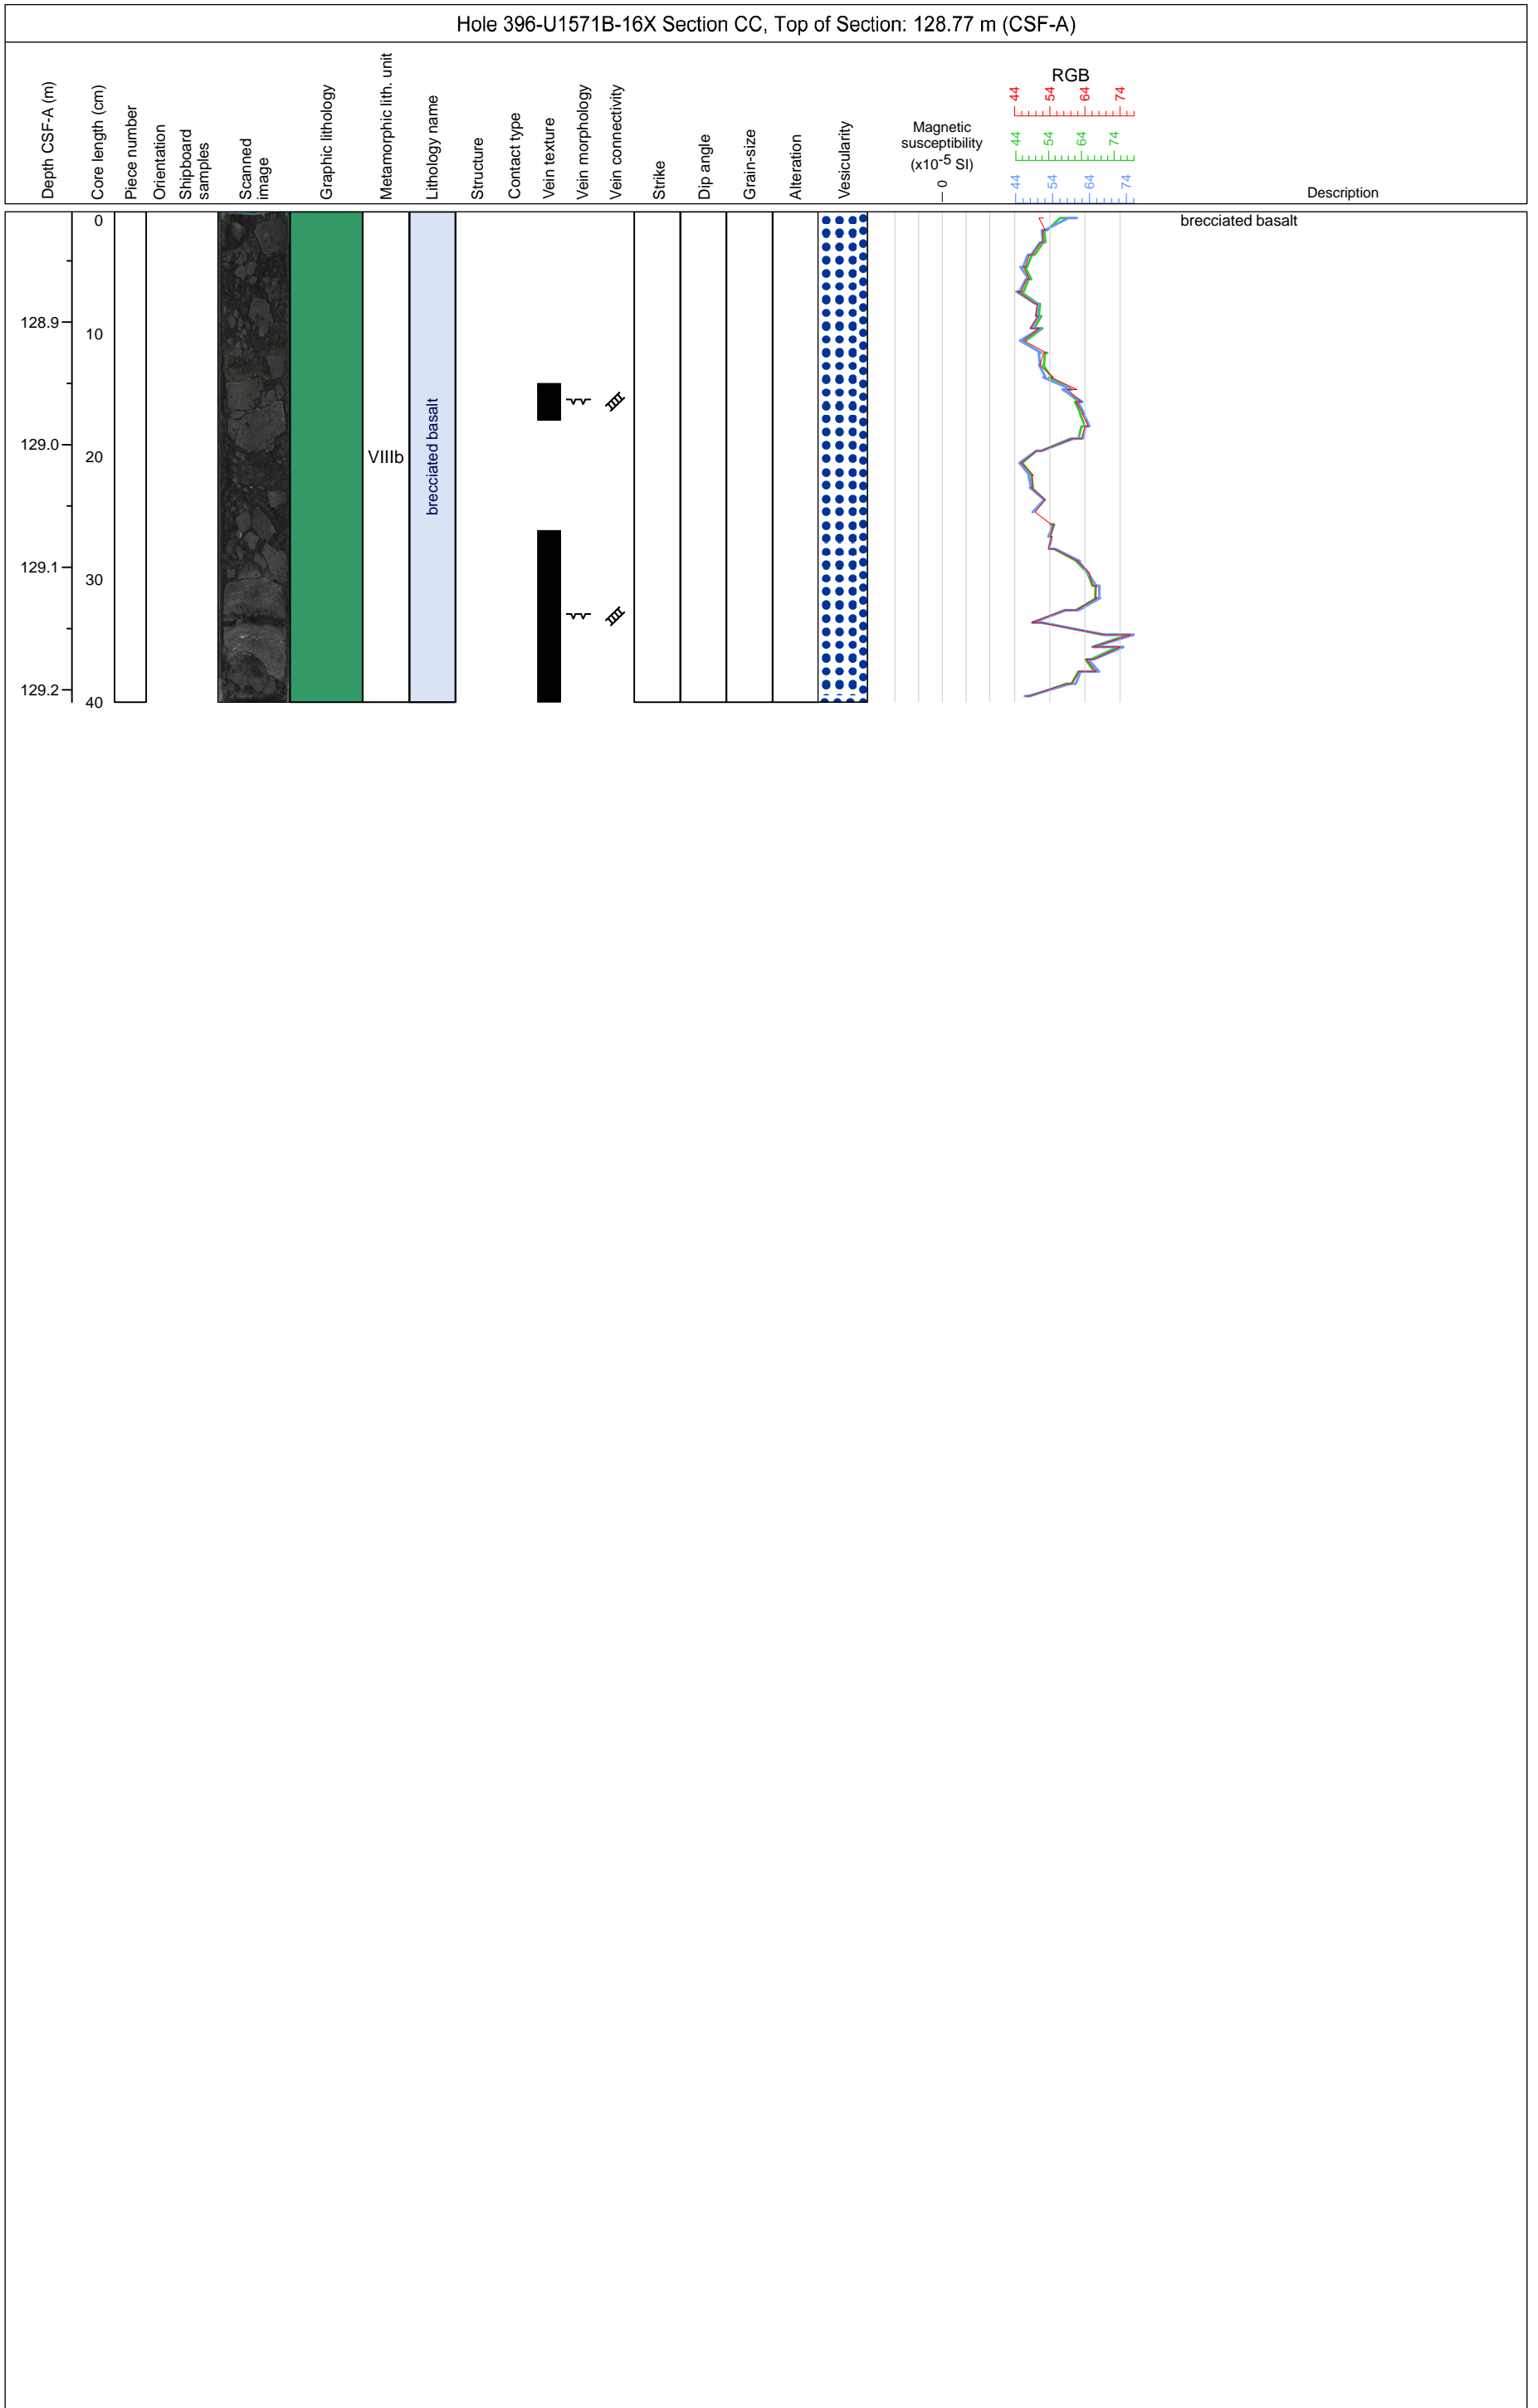 Hole 396-U1571B-16X Section CC, Top of Section: 128.77 m (CSF-A)
Depth CSF-A (m)
Core length (cm)
Piece number
Orientation
Shipboard
samples
Scanned
image
Graphic lithology
Metamorphic lith. unit
Lithology name
Structure
Contact type
Vein texture
Vein morphology
Vein connectivity
Strike
Dip angle
Grain-size
Alteration
Vesicularity
Magnetic
susceptibility
(x10-5 SI)
0
RGB
44 54 64 74
44 54 64 74
44 54 64 74
Description
0
brecciated basalt
128.9
10
129.0
20
VIIIb
brecciated basalt
129.1
30
129.2
40